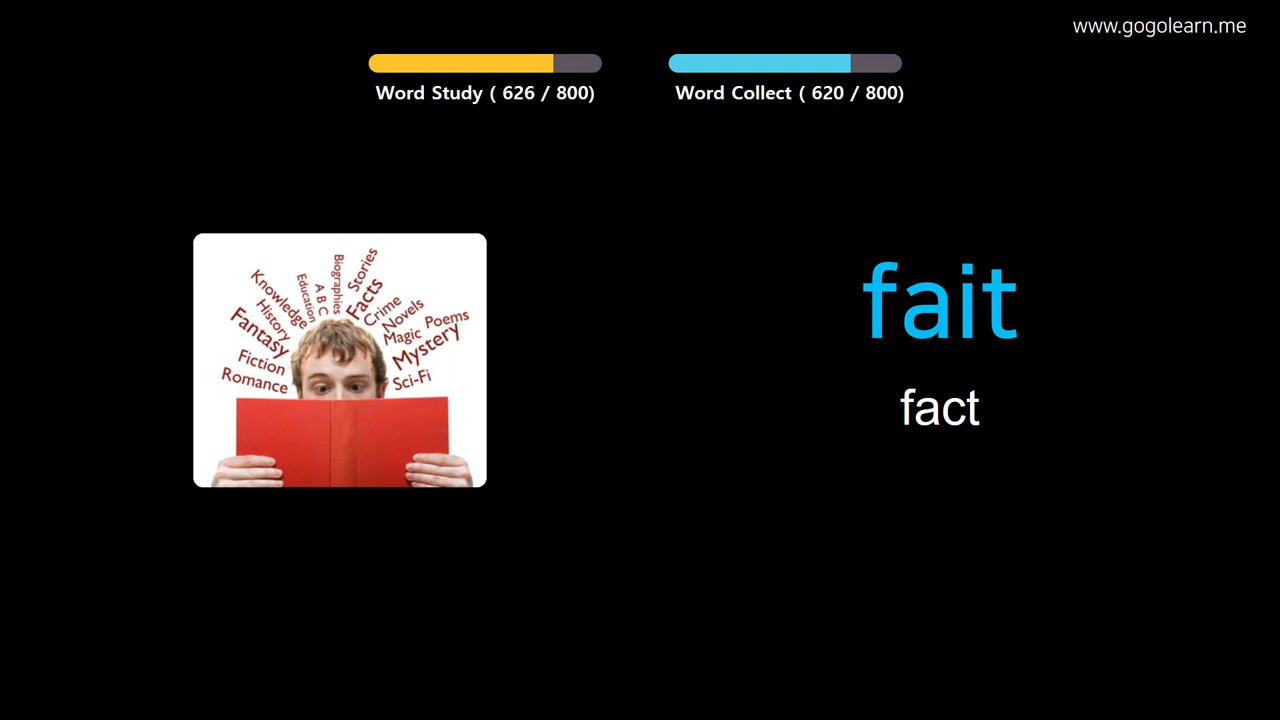 www.gogolearn.me
Word Study ( 626 / 800)
Word Collect ( 620 / 800)
Knowledge
History
Fantasy
Fiction
Romance
Education
A B C
Biographies
Stories
Facts
Crime
Novels
Magic
Poems
Mystery
Sci-Fi
fait
fact